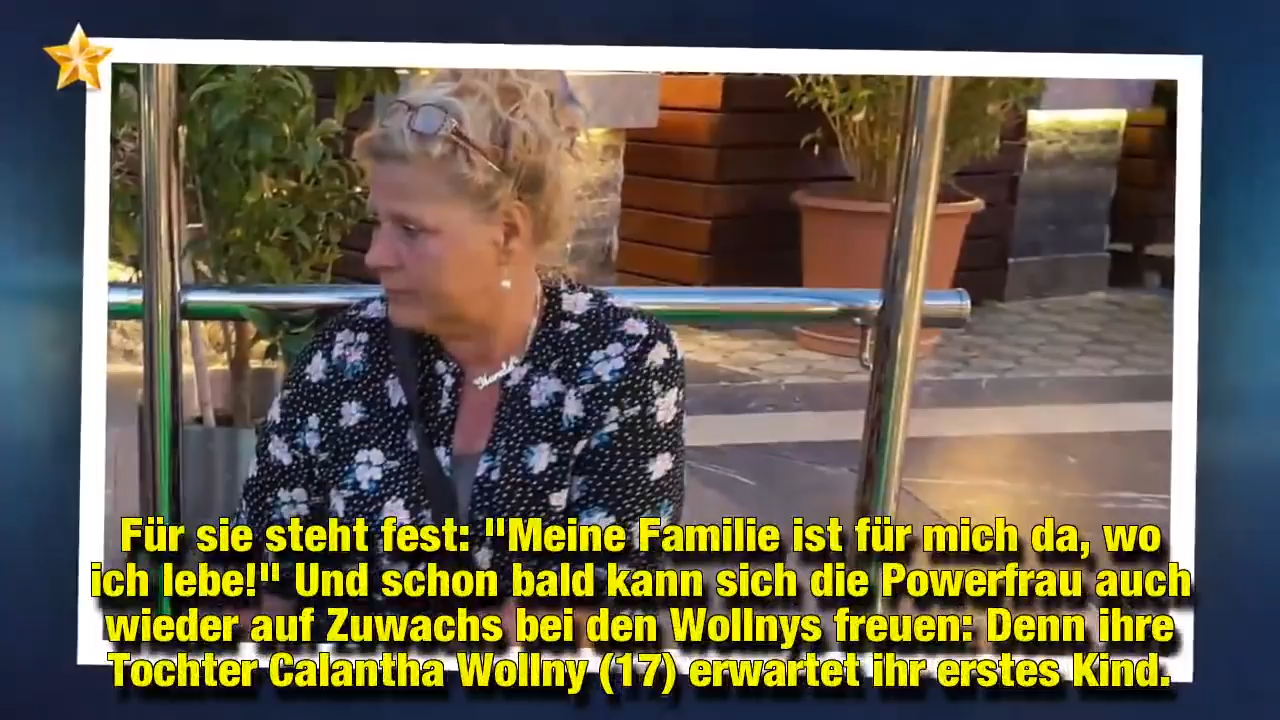 Für sie steht fest: "Meine Familie ist für mich da, wo
ich lebe!" Und schon bald kann sich die Powerfrau auch
wieder auf Zuwachs bei den Wollnys freuen: Denn ihre
Tochter Calantha Wollny (17) erwartet ihr erstes Kind.